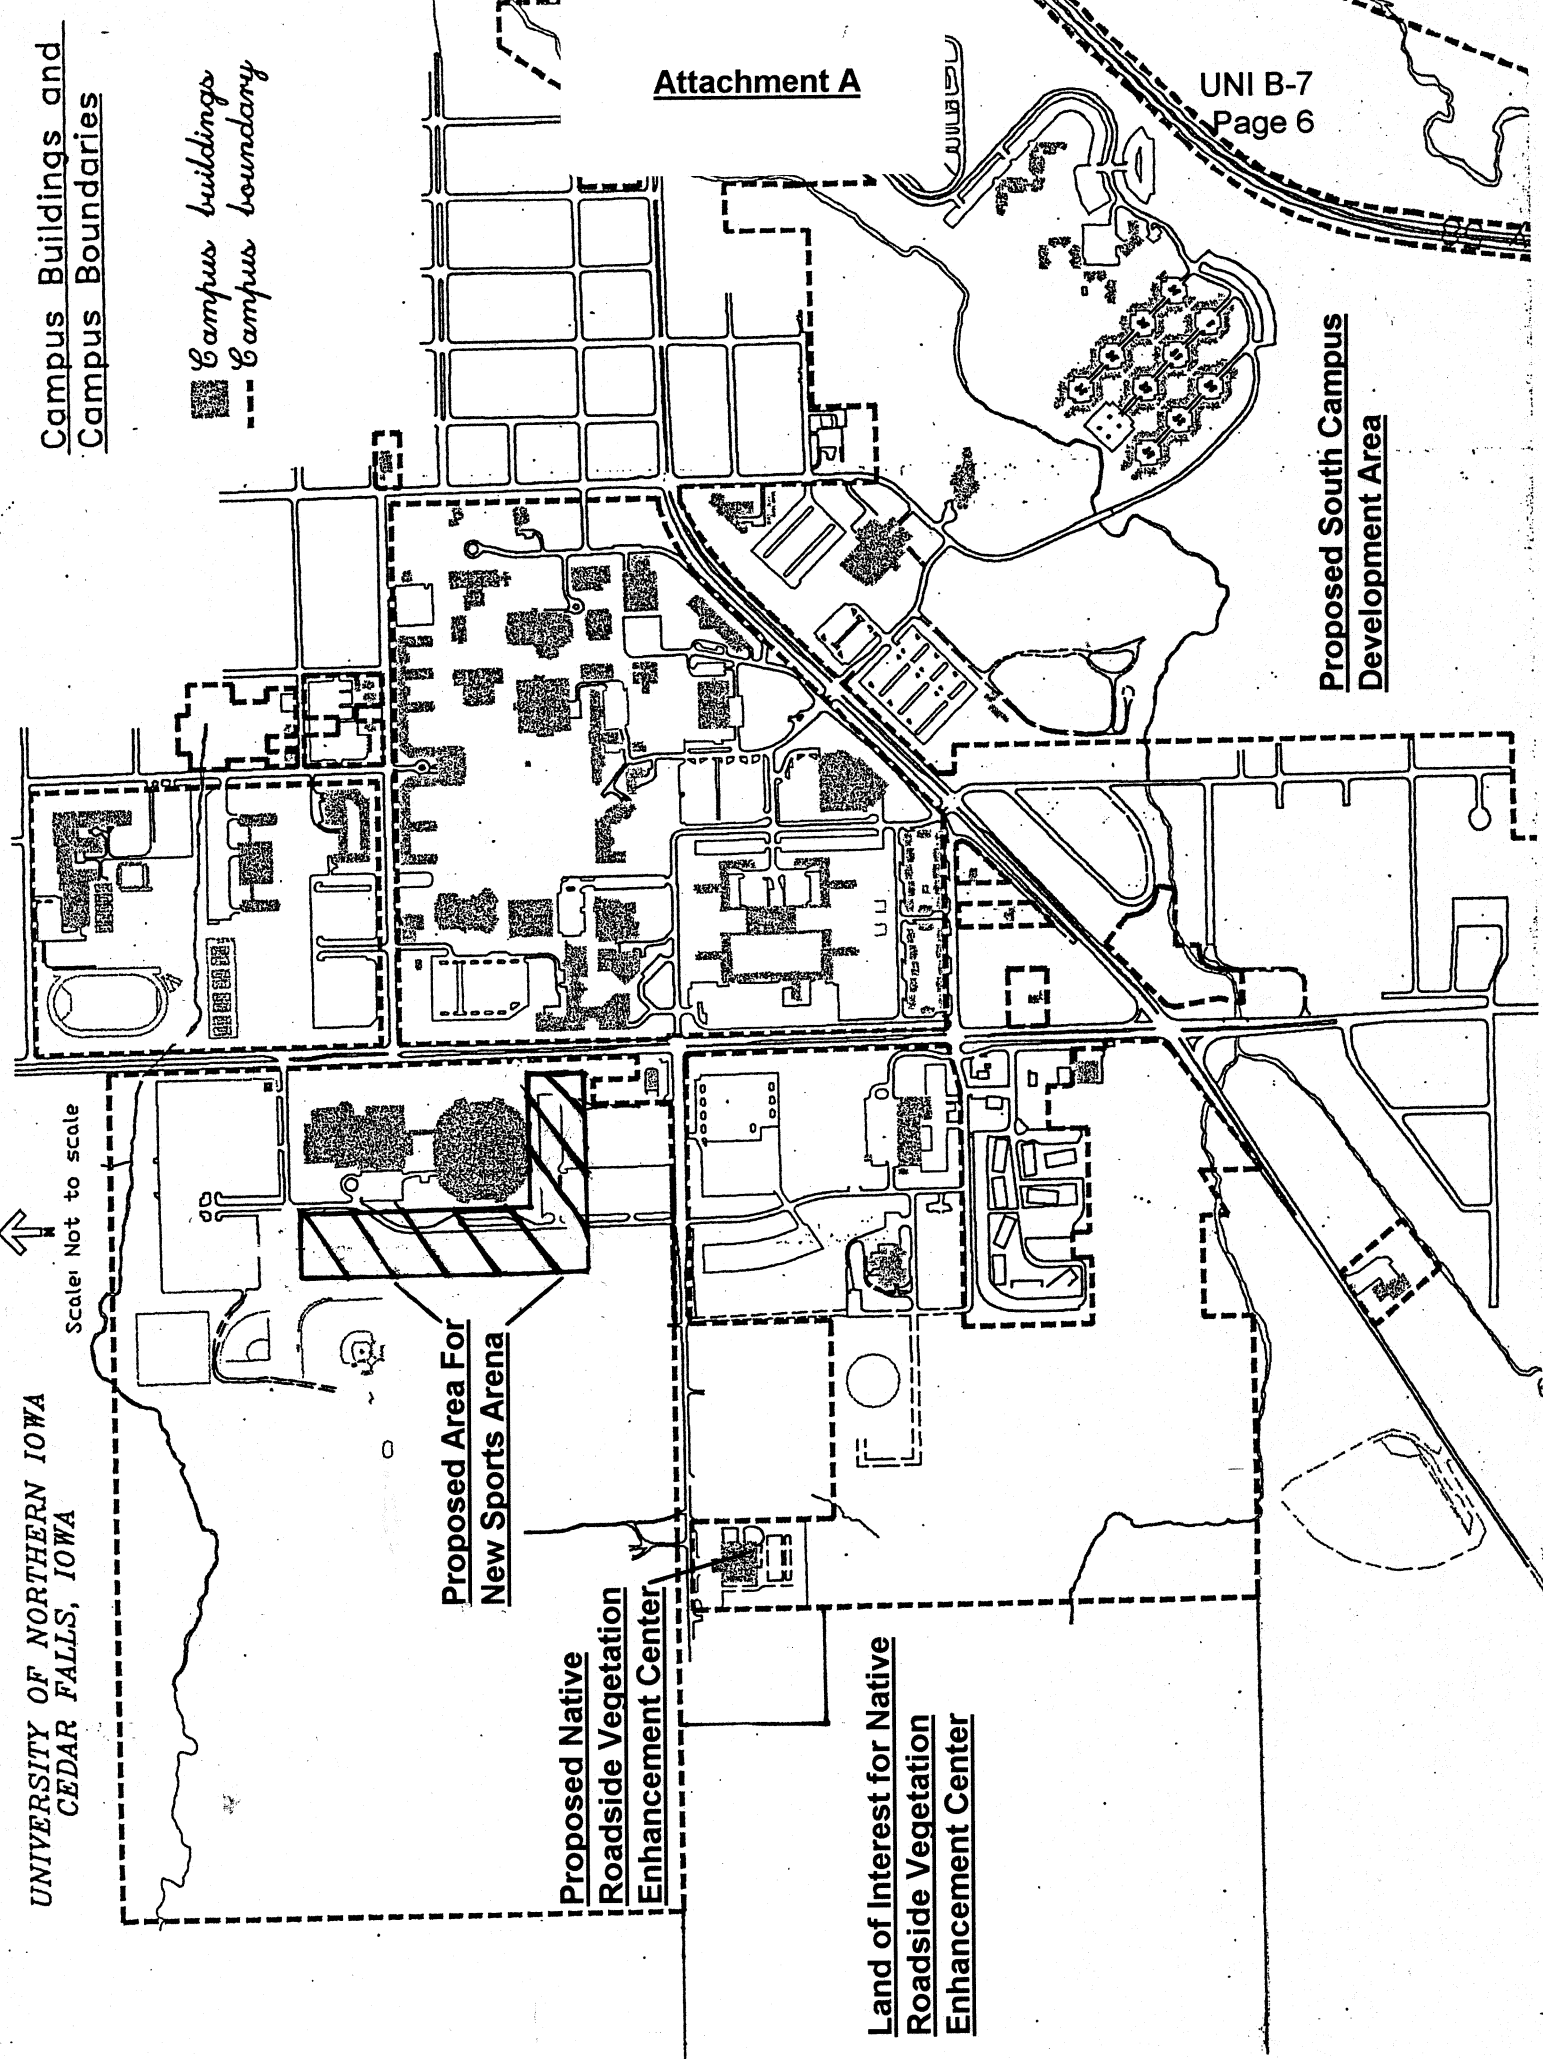 Attachment A
UNI B-7
Page 6
Campus Buildings and
Campus Boundaries
Campus buildings
Campus boundary
UNIVERSITY OF NORTHERN IOWA
CEDAR FALLS, IOWA
Scale: Not to scale
N
Proposed Area For
New Sports Arena
Proposed Native
Roadside Vegetation
Enhancement Center
Land of Interest for Native
Roadside Vegetation
Enhancement Center
Proposed South Campus
Development Area